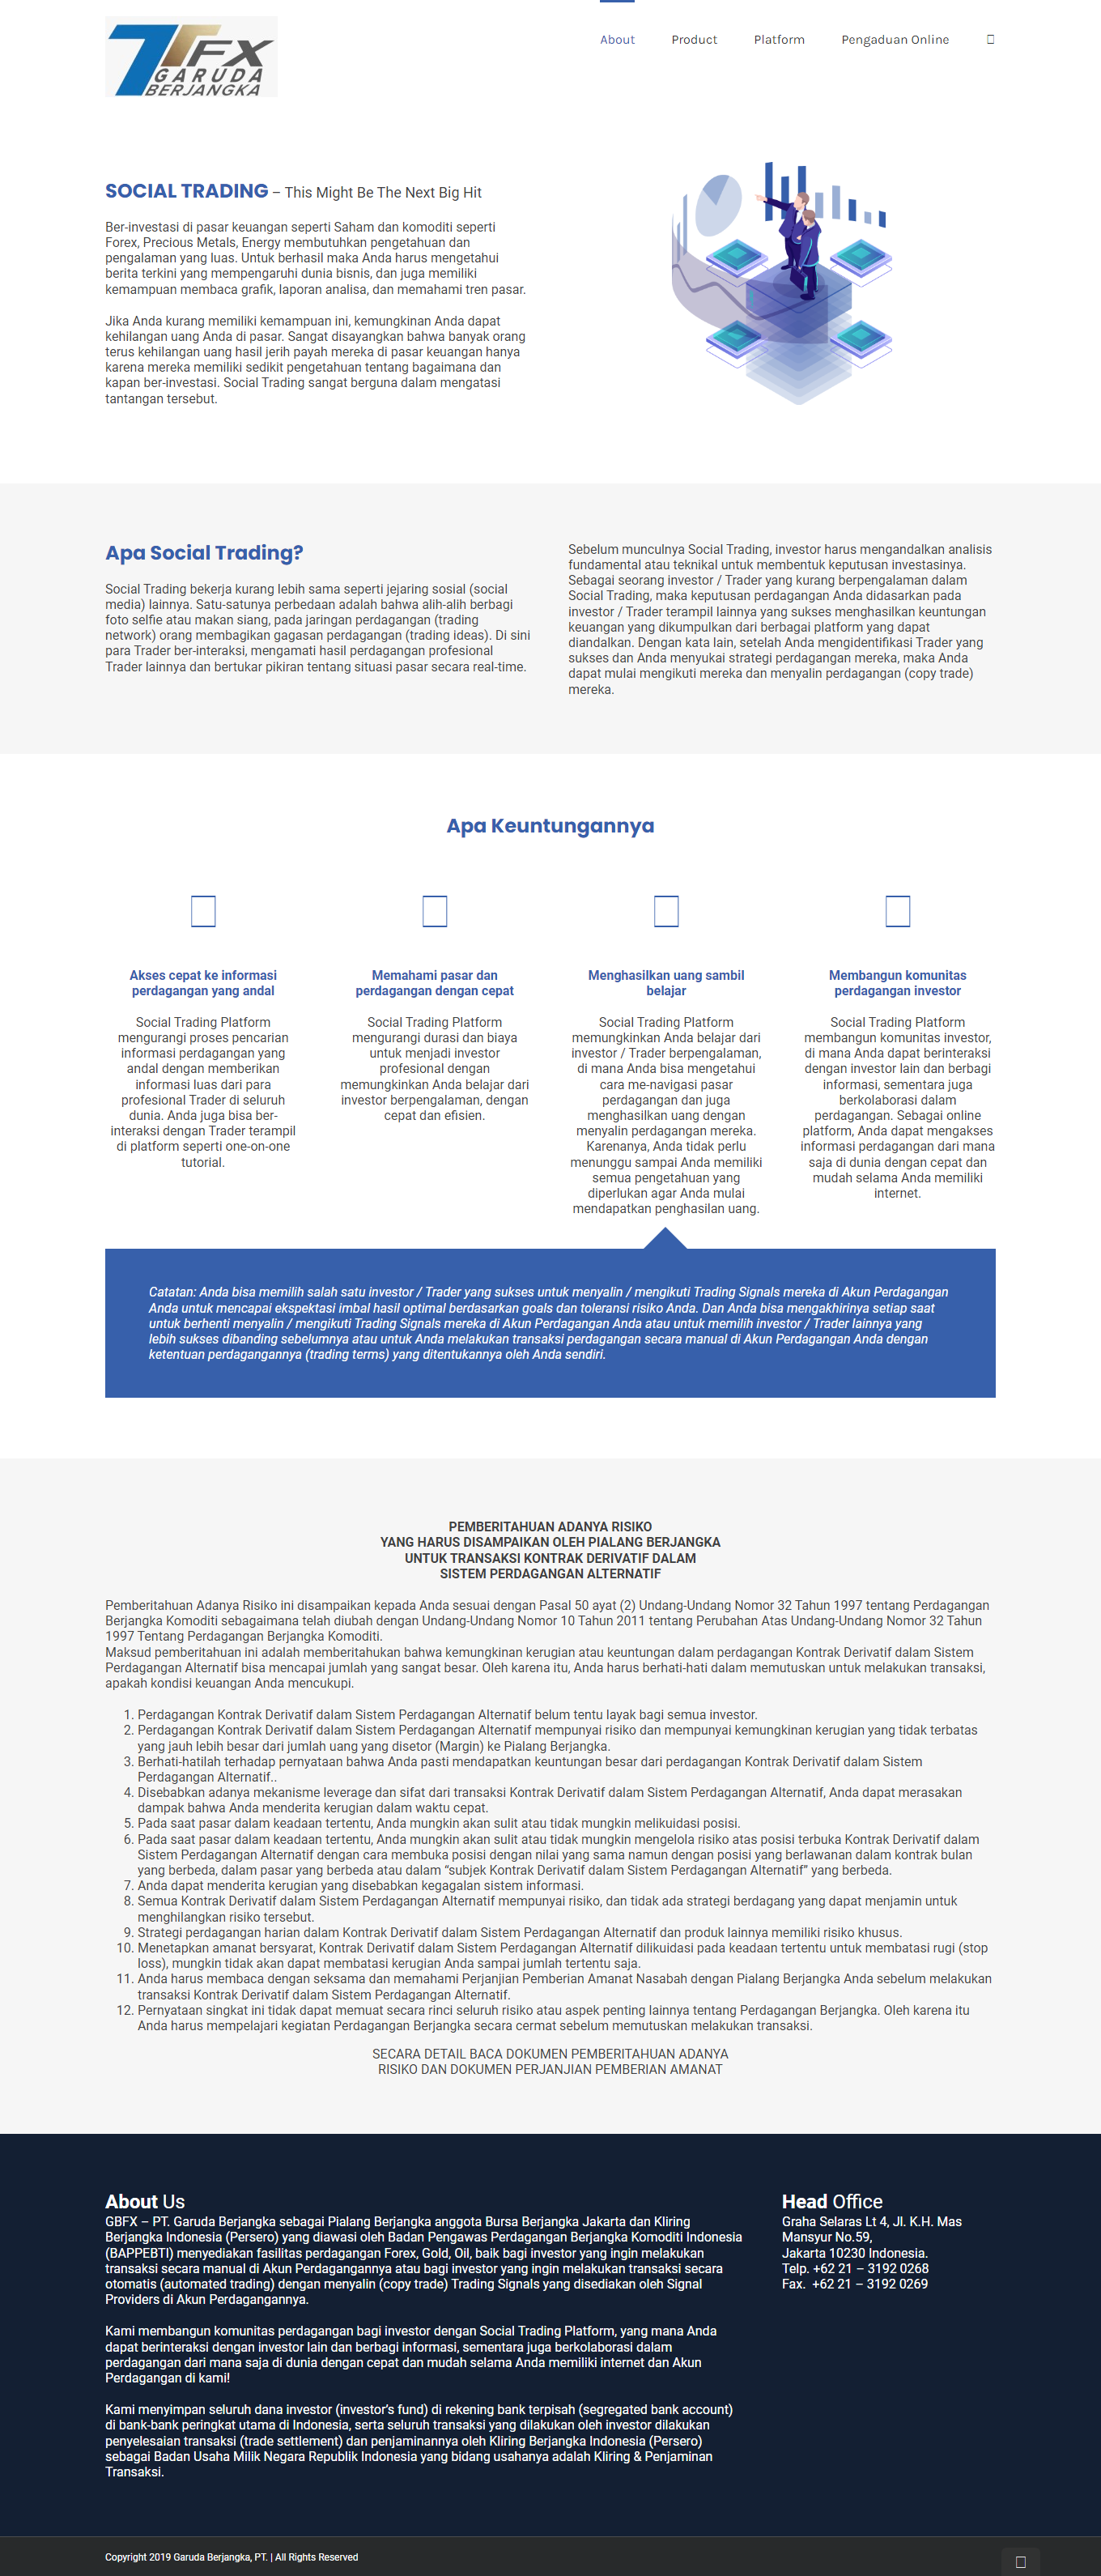 FX
GARUDA
BERJANGKA
About
Product
Platform
Pengaduan Online
SOCIAL TRADING – This Might Be The Next Big Hit
Ber-investasi di pasar keuangan seperti Saham dan komoditi seperti
Forex, Precious Metals, Energy membutuhkan pengetahuan dan
pengalaman yang luas. Untuk berhasil maka Anda harus mengetahui
berita terkini yang mempengaruhi dunia bisnis, dan juga memiliki
kemampuan membaca grafik, laporan analisa, dan memahami tren pasar.
Jika Anda kurang memiliki kemampuan ini, kemungkinan Anda dapat
kehilangan uang Anda di pasar. Sangat disayangkan bahwa banyak orang
terus kehilangan uang hasil jerih payah mereka di pasar keuangan hanya
karena mereka memiliki sedikit pengetahuan tentang bagaimana dan
kapan ber-investasi. Social Trading sangat berguna dalam mengatasi
tantangan tersebut.
Apa Social Trading?
Social Trading bekerja kurang lebih sama seperti jejaring sosial (social
media) lainnya. Satu-satunya perbedaan adalah bahwa alih-alih berbagi
foto selfie atau makan siang, pada jaringan perdagangan (trading
network) orang membagikan gagasan perdagangan (trading ideas). Di sini
para Trader ber-interaksi, mengamati hasil perdagangan profesional
Trader lainnya dan bertukar pikiran tentang situasi pasar secara real-time.
Sebelum munculnya Social Trading, investor harus mengandalkan analisis
fundamental atau teknikal untuk membentuk keputusan investasinya.
Sebagai seorang investor / Trader yang kurang berpengalaman dalam
Social Trading, maka keputusan perdagangan Anda didasarkan pada
investor / Trader terampil lainnya yang sukses menghasilkan keuntungan
keuangan yang dikumpulkan dari berbagai platform yang dapat
diandalkan. Dengan kata lain, setelah Anda mengidentifikasi Trader yang
sukses dan Anda menyukai strategi perdagangan mereka, maka Anda
dapat mulai mengikuti mereka dan menyalin perdagangan (copy trade)
mereka.
Apa Keuntungannya
Akses cepat ke informasi
perdagangan yang andal
Social Trading Platform
mengurangi proses pencarian
informasi perdagangan yang
andal dengan memberikan
informasi luas dari para
profesional Trader di seluruh
dunia. Anda juga bisa ber-
interaksi dengan Trader terampil
di platform seperti one-on-one
tutorial.
Memahami pasar dan
perdagangan dengan cepat
Social Trading Platform
mengurangi durasi dan biaya
untuk menjadi investor
profesional dengan
memungkinkan Anda belajar dari
investor berpengalaman, dengan
cepat dan efisien.
Menghasilkan uang sambil
belajar
Social Trading Platform
memungkinkan Anda belajar dari
investor / Trader berpengalaman,
di mana Anda bisa mengetahui
cara me-navigasi pasar
perdagangan dan juga
menghasilkan uang dengan
menyalin perdagangan mereka.
Karenanya, Anda tidak perlu
menunggu sampai Anda memiliki
semua pengetahuan yang
diperlukan agar Anda mulai
mendapatkan penghasilan uang.
Membangun komunitas
perdagangan investor
Social Trading Platform
membangun komunitas investor,
di mana Anda dapat berinteraksi
dengan investor lain dan berbagi
informasi, sementara juga
berkolaborasi dalam
perdagangan. Sebagai online
platform, Anda dapat mengakses
informasi perdagangan dari mana
saja di dunia dengan cepat dan
mudah selama Anda memiliki
internet.
Catatan: Anda bisa memilih salah satu investor / Trader yang sukses untuk menyalin / mengikuti Trading Signals mereka di Akun Perdagangan
Anda untuk mencapai ekspektasi imbal hasil optimal berdasarkan goals dan toleransi risiko Anda. Dan Anda bisa mengakhirinya setiap saat
untuk berhenti menyalin / mengikuti Trading Signals mereka di Akun Perdagangan Anda atau untuk memilih investor / Trader lainnya yang
lebih sukses dibanding sebelumnya atau untuk Anda melakukan transaksi perdagangan secara manual di Akun Perdagangan Anda dengan
ketentuan perdagangannya (trading terms) yang ditentukannya oleh Anda sendiri.
PEMBERITAHUAN ADANYA RISIKO
YANG HARUS DISAMPAIKAN OLEH PIALANG BERJANGKA
UNTUK TRANSAKSI KONTRAK DERIVATIF DALAM
SISTEM PERDAGANGAN ALTERNATIF
Pemberitahuan Adanya Risiko ini disampaikan kepada Anda sesuai dengan Pasal 50 ayat (2) Undang-Undang Nomor 32 Tahun 1997 tentang Perdagangan
Berjangka Komoditi sebagaimana telah diubah dengan Undang-Undang Nomor 10 Tahun 2011 tentang Perubahan Atas Undang-Undang Nomor 32 Tahun
1997 Tentang Perdagangan Berjangka Komoditi.
Maksud pemberitahuan ini adalah memberitahukan bahwa kemungkinan kerugian atau keuntungan dalam perdagangan Kontrak Derivatif dalam Sistem
Perdagangan Alternatif bisa mencapai jumlah yang sangat besar. Oleh karena itu, Anda harus berhati-hati dalam memutuskan untuk melakukan transaksi,
apakah kondisi keuangan Anda mencukupi.
1. Perdagangan Kontrak Derivatif dalam Sistem Perdagangan Alternatif belum tentu layak bagi semua investor.
2. Perdagangan Kontrak Derivatif dalam Sistem Perdagangan Alternatif mempunyai risiko dan mempunyai kemungkinan kerugian yang tidak terbatas
yang jauh lebih besar dari jumlah uang yang disetor (Margin) ke Pialang Berjangka.
3. Berhati-hatilah terhadap pernyataan bahwa Anda pasti mendapatkan keuntungan besar dari perdagangan Kontrak Derivatif dalam Sistem
Perdagangan Alternatif..
4. Disebabkan adanya mekanisme leverage dan sifat dari transaksi Kontrak Derivatif dalam Sistem Perdagangan Alternatif, Anda dapat merasakan
dampak bahwa Anda menderita kerugian dalam waktu cepat.
5. Pada saat pasar dalam keadaan tertentu, Anda mungkin akan sulit atau tidak mungkin melikuidasi posisi.
6. Pada saat pasar dalam keadaan tertentu, Anda mungkin akan sulit atau tidak mungkin mengelola risiko atas posisi terbuka Kontrak Derivatif dalam
Sistem Perdagangan Alternatif dengan cara membuka posisi dengan nilai yang sama namun dengan posisi yang berlawanan dalam kontrak bulan
yang berbeda, dalam pasar yang berbeda atau dalam “subjek Kontrak Derivatif dalam Sistem Perdagangan Alternatif” yang berbeda.
7. Anda dapat menderita kerugian yang disebabkan kegagalan sistem informasi.
8. Semua Kontrak Derivatif dalam Sistem Perdagangan Alternatif mempunyai risiko, dan tidak ada strategi berdagang yang dapat menjamin untuk
menghilangkan risiko tersebut.
9. Strategi perdagangan harian dalam Kontrak Derivatif dalam Sistem Perdagangan Alternatif dan produk lainnya memiliki risiko khusus.
10. Menetapkan amanat bersyarat, Kontrak Derivatif dalam Sistem Perdagangan Alternatif dilikuidasi pada keadaan tertentu untuk membatasi rugi (stop
loss), mungkin tidak akan dapat membatasi kerugian Anda sampai jumlah tertentu saja.
11. Anda harus membaca dengan seksama dan memahami Perjanjian Pemberian Amanat Nasabah dengan Pialang Berjangka Anda sebelum melakukan
transaksi Kontrak Derivatif dalam Sistem Perdagangan Alternatif.
12. Pernyataan singkat ini tidak dapat memuat secara rinci seluruh risiko atau aspek penting lainnya tentang Perdagangan Berjangka. Oleh karena itu
Anda harus mempelajari kegiatan Perdagangan Berjangka secara cermat sebelum memutuskan melakukan transaksi.
SECARA DETAIL BACA DOKUMEN PEMBERITAHUAN ADANYA
RISIKO DAN DOKUMEN PERJANJIAN PEMBERIAN AMANAT
About Us
GBFX – PT. Garuda Berjangka sebagai Pialang Berjangka anggota Bursa Berjangka Jakarta dan Kliring
Berjangka Indonesia (Persero) yang diawasi oleh Badan Pengawas Perdagangan Berjangka Komoditi Indonesia
(BAPPEBTI) menyediakan fasilitas perdagangan Forex, Gold, Oil, baik bagi investor yang ingin melakukan
transaksi secara manual di Akun Perdagangannya atau bagi investor yang ingin melakukan transaksi secara
otomatis (automated trading) dengan menyalin (copy trade) Trading Signals yang disediakan oleh Signal
Providers di Akun Perdagangannya.
Kami membangun komunitas perdagangan bagi investor dengan Social Trading Platform, yang mana Anda
dapat berinteraksi dengan investor lain dan berbagi informasi, sementara juga berkolaborasi dalam
perdagangan dari mana saja di dunia dengan cepat dan mudah selama Anda memiliki internet dan Akun
Perdagangan di kami!
Kami menyimpan seluruh dana investor (investor's fund) di rekening bank terpisah (segregated bank account)
di bank-bank peringkat utama di Indonesia, serta seluruh transaksi yang dilakukan oleh investor dilakukan
penyelesaian transaksi (trade settlement) dan penjaminannya oleh Kliring Berjangka Indonesia (Persero)
sebagai Badan Usaha Milik Negara Republik Indonesia yang bidang usahanya adalah Kliring & Penjaminan
Transaksi.
Head Office
Graha Selaras Lt 4, Jl. K.H. Mas
Mansyur No.59,
Jakarta 10230 Indonesia.
Telp. +62 21 – 3192 0268
Fax. +62 21 – 3192 0269
Copyright 2019 Garuda Berjangka, PT. | All Rights Reserved